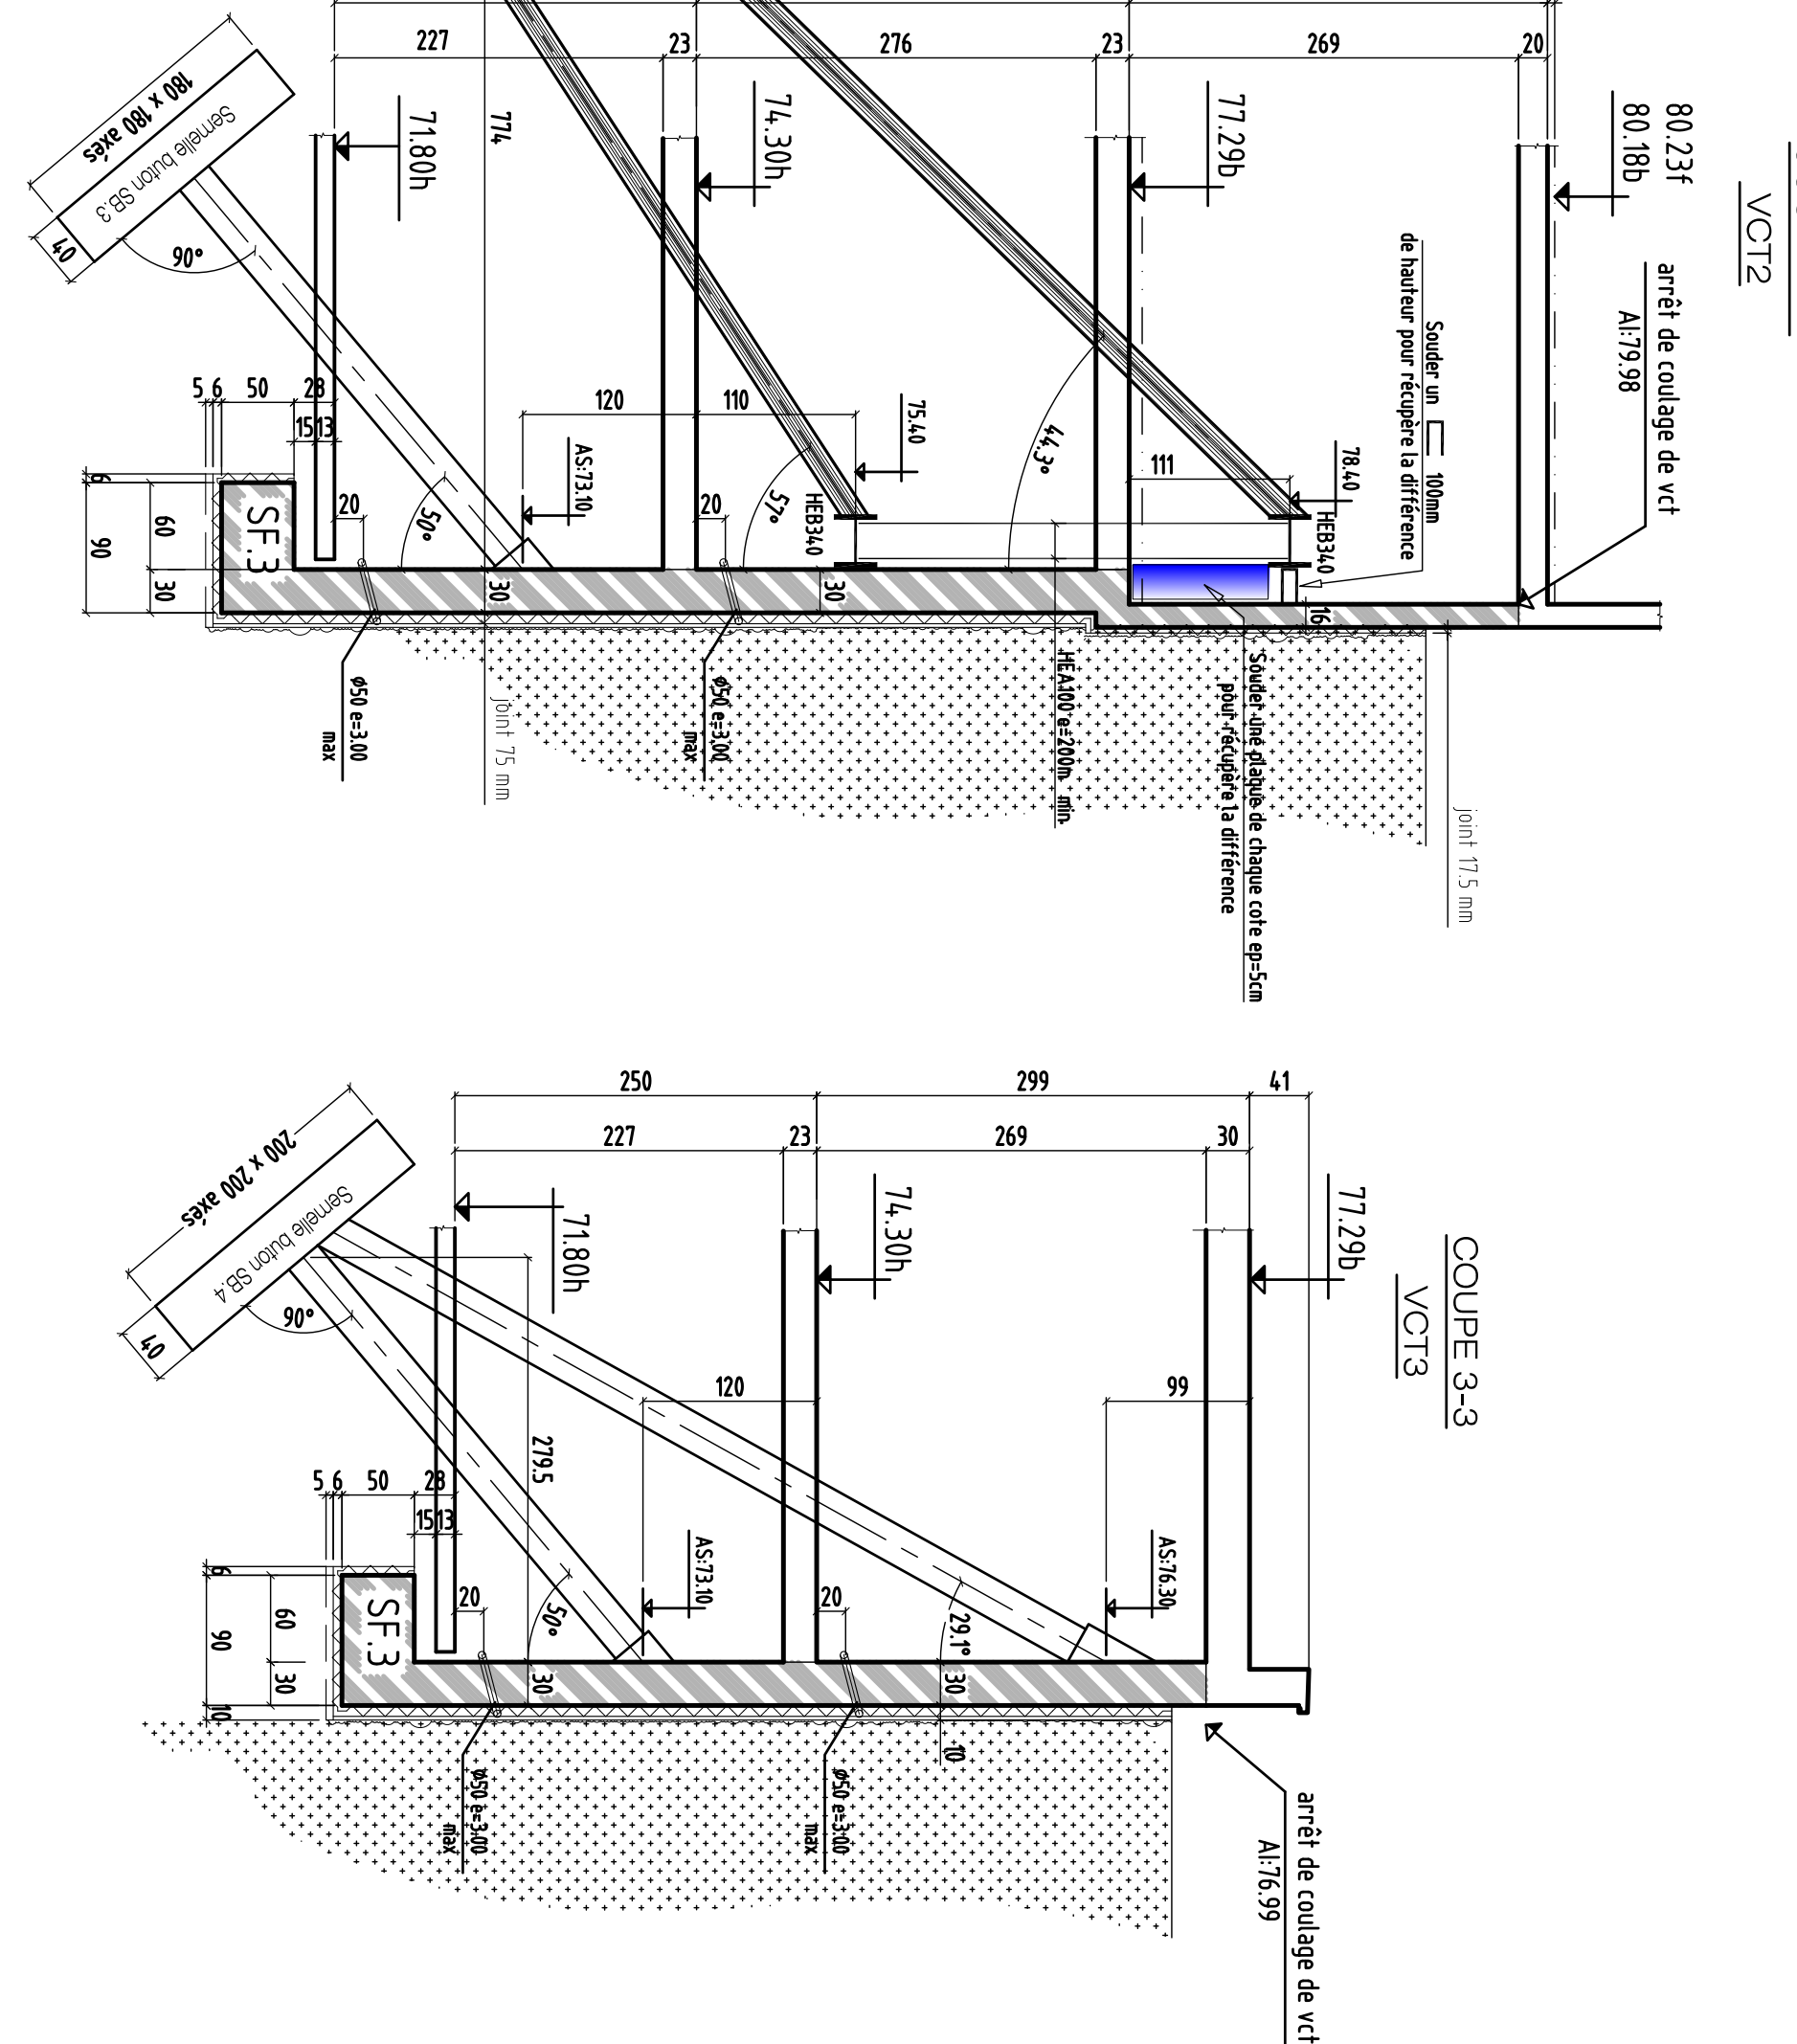 VCT2
80.23f
80.18b
arrêt de coulage de vct
AI:79.98
20
269
23
276
23
227
77.29b
74.30h
71.80h
774
Souder un 100mm
de hauteur pour récupère la différence
78.40
HEB340
111
44.3°
75.40
HEB340
110
120
57°
AS:73.10
50°
20
20
28
50
6
5
13
15
180 x 180 axés
Semelle buton SB.3
40
90°
6
60
90
30
SF.3
30
30
16
Souder une plaque de chaque cote ep=5cm
pour récupère la différence
HEA100 e=200m min.
ø50 e=3.00
max
ø50 e=3.00
max
joint 75 mm
joint 17.5 mm
COUPE 3-3
VCT3
41
299
250
30
269
23
227
77.29b
74.30h
71.80h
99
120
279.5
AS:76.30
AS:73.10
29.1°
50°
20
20
28
50
6
5
13
15
200 x 200 axés
Semelle buton SB.4
40
90°
6
60
90
30
10
SF.3
30
30
10
ø50 e=3.00
max
ø50 e=3.00
max
arrêt de coulage de vct
AI:76.99